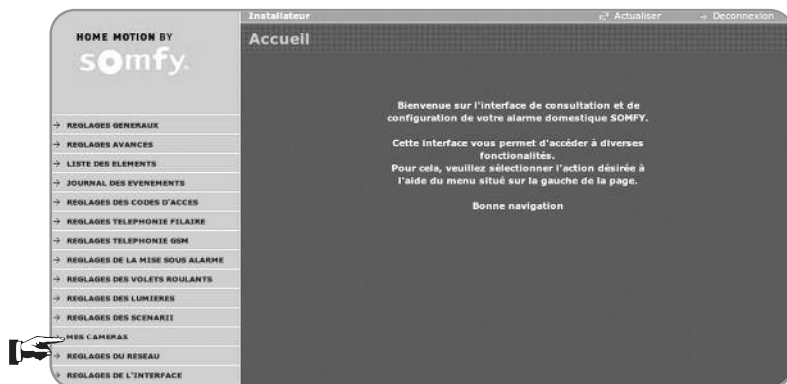 Installateur
Actualiser
Deconnexion
HOME MOTION BY
somfy.
Accueil
Bienvenue sur l'interface de consultation et de
configuration de votre alarme domestique SOMFY.
Cette interface vous permet d'accéder à diverses
fonctionalités.
Pour cela, veuillez sélectionner l'action désirée à
l'aide du menu situé sur la gauche de la page.
Bonne navigation
REGLAGES GENERAUX
REGLAGES AVANCES
LISTE DES ELEMENTS
JOURNAL DES EVENEMENTS
REGLAGES DES CODES D'ACCES
REGLAGES TELEPHONIE FILAIRE
REGLAGES TELEPHONIE GSM
REGLAGES DE LA MISE SOUS ALARME
REGLAGES DES VOLETS ROULANTS
REGLAGES DES LUMIERES
REGLAGES DES SCENARII
MES CAMERAS
REGLAGES DU RESEAU
REGLAGES DE L'INTERFACE